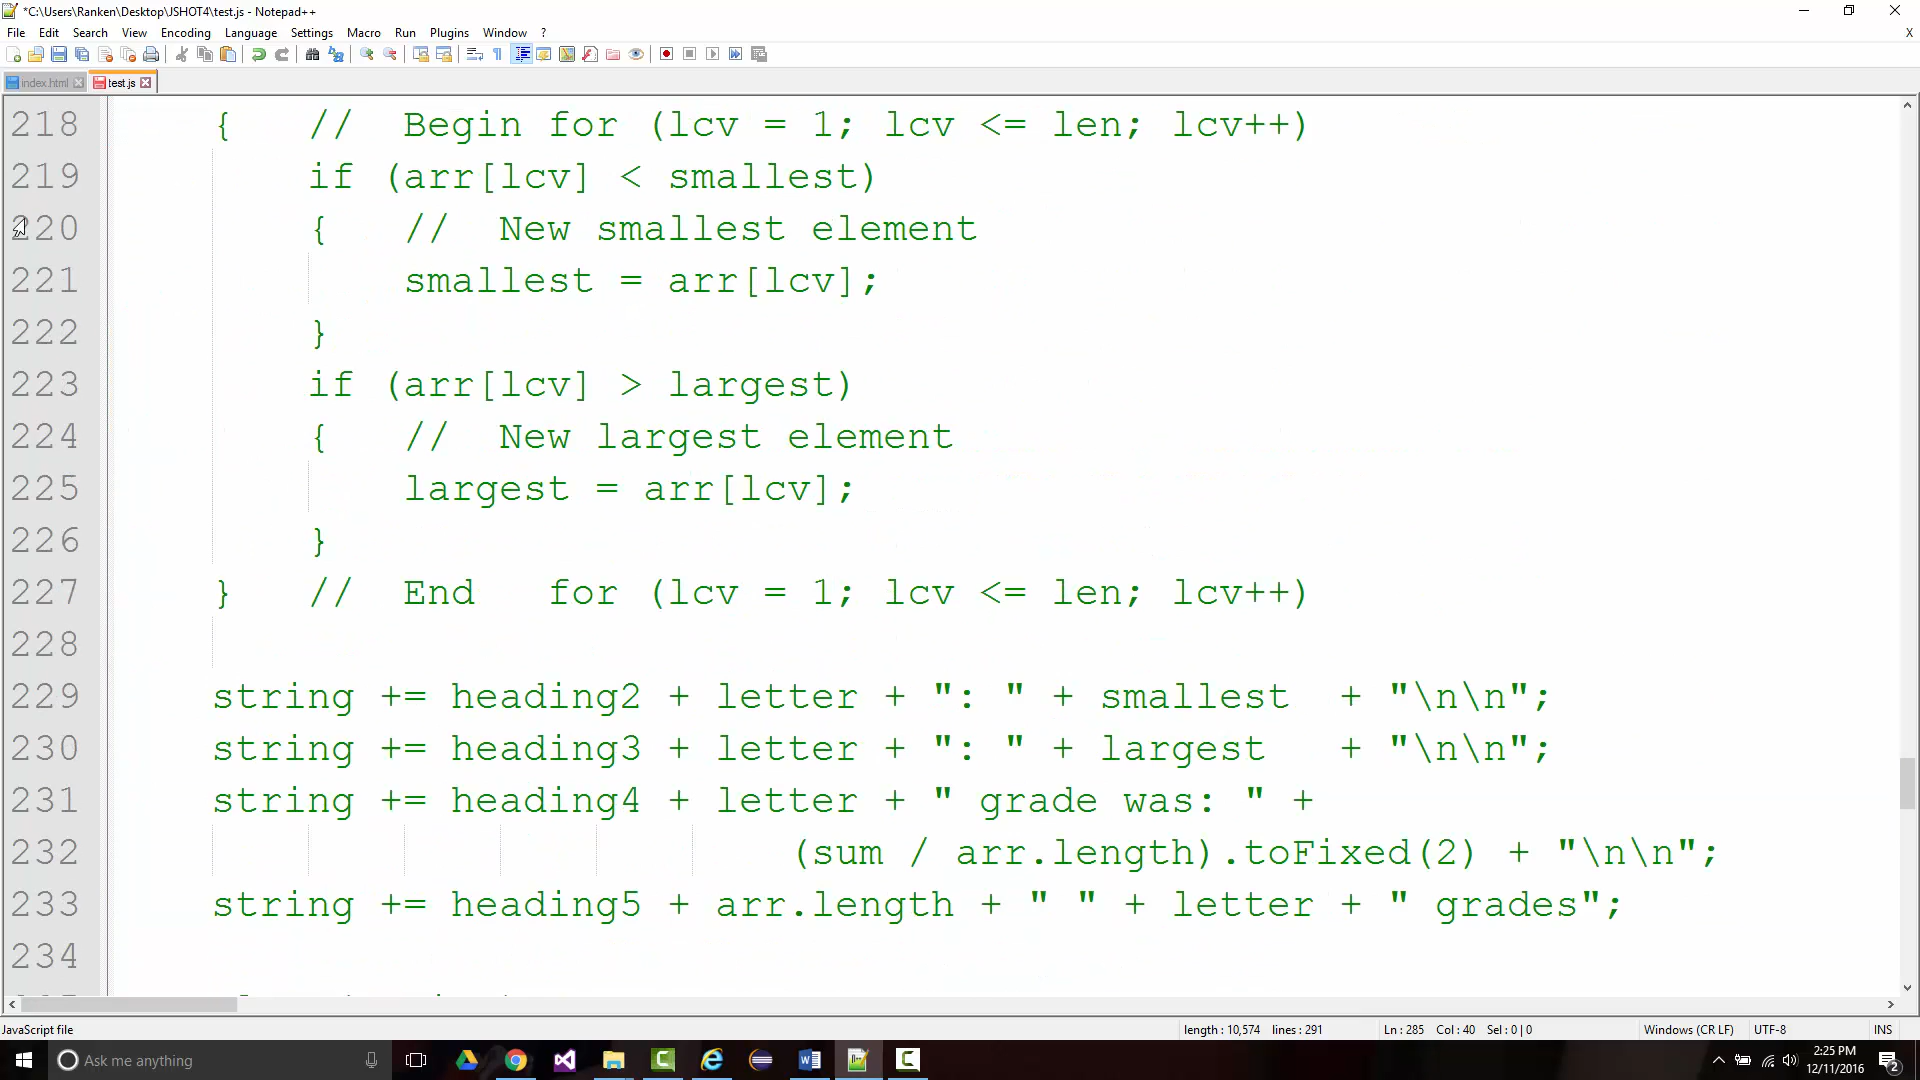 *C:\Users\Ranken\Desktop\JSHOT4\test.js - Notepad++
File Edit Search View Encoding Language Settings Macro Run Plugins Window ? X
index.html test.js
218 { // Begin for (lcv = 1; lcv <= len; lcv++)
219 if (arr[lcv] < smallest)
220 { // New smallest element
221 smallest = arr[lcv];
222 }
223 if (arr[lcv] > largest)
224 { // New largest element
225 largest = arr[lcv];
226 }
227 } // End for (lcv = 1; lcv <= len; lcv++)
228
229 string += heading2 + letter + ": " + smallest + "\n\n";
230 string += heading3 + letter + ": " + largest + "\n\n";
231 string += heading4 + letter + " grade was: " +
232 (sum / arr.length).toFixed(2) + "\n\n";
233 string += heading5 + arr.length + " " + letter + " grades";
234
JavaScript file length : 10,574 lines : 291 Ln : 285 Col : 40 Sel : 0 | 0 Windows (CR LF) UTF-8 INS
Ask me anything
2:25 PM
12/11/2016
2